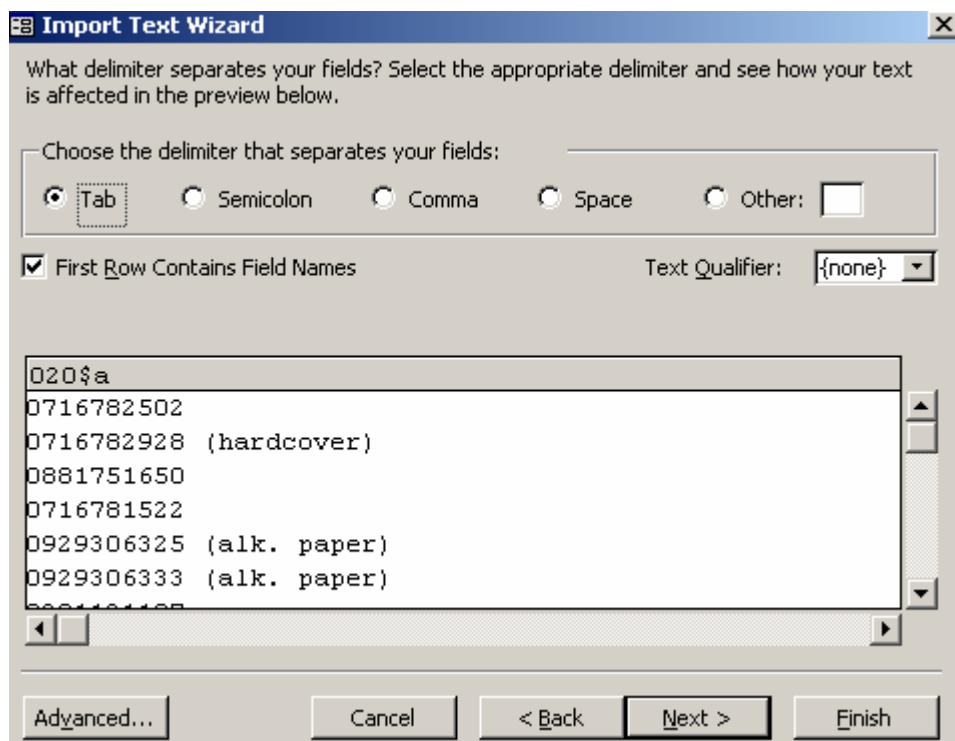 Import Text Wizard
What delimiter separates your fields? Select the appropriate delimiter and see how your text
is affected in the preview below.
Choose the delimiter that separates your fields:
Tab Semicolon Comma Space Other:
First Row Contains Field Names Text Qualifier: {none}
020$a
0716782502
0716782928 (hardcover)
0881751650
0716781522
0929306325 (alk. paper)
0929306333 (alk. paper)
Advanced... Cancel < Back Next > Finish